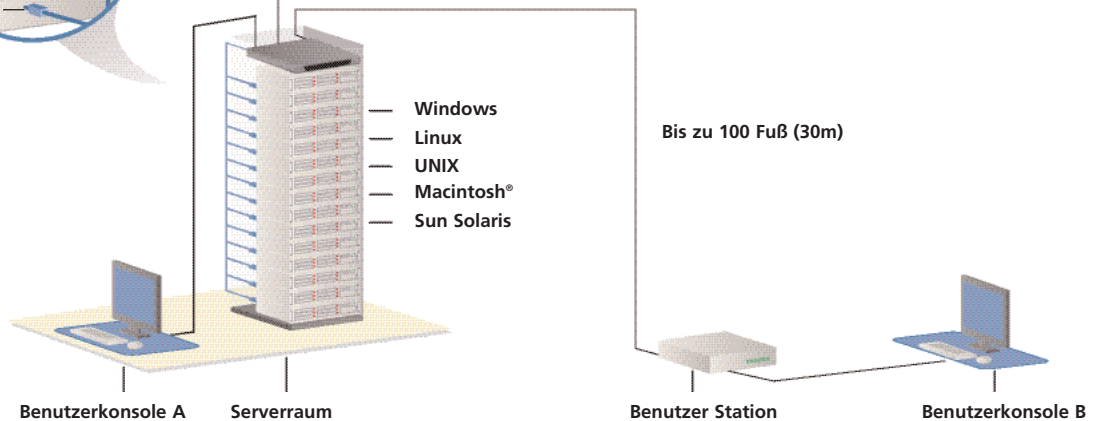 Windows
Linux
UNIX
Macintosh®
Sun Solaris
Bis zu 100 Fuß (30m)
Benutzerkonsole A
Serverraum
Benutzer Station
Benutzerkonsole B